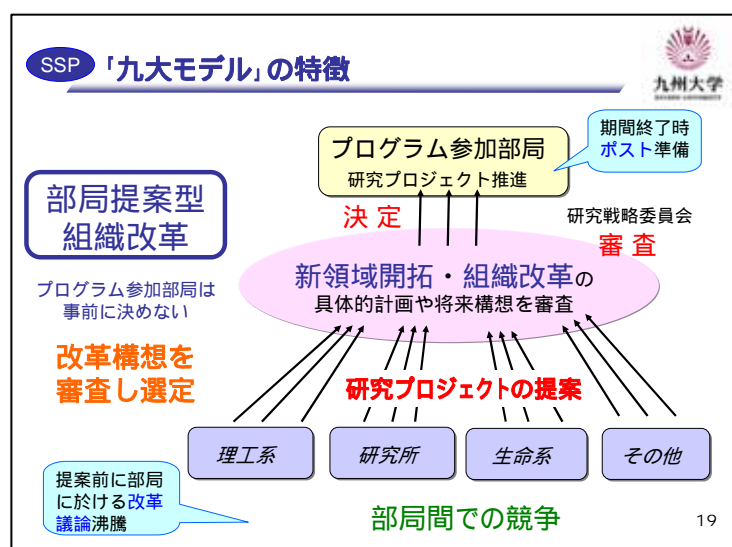 SSP 「九大モデル」の特徴
九州大学
期間終了時
ポスト準備
プログラム参加部局
研究プロジェクト推進
部局提案型
組織改革
決 定
研究戦略委員会
審 査
新領域開拓・組織改革の
具体的計画や将来構想を審査
プログラム参加部局は
事前に決めない
改革構想を
審査し選定
研究プロジェクトの提案
理工系
研究所
生命系
その他
提案前に部局
に於ける改革
議論沸騰
部局間での競争
19